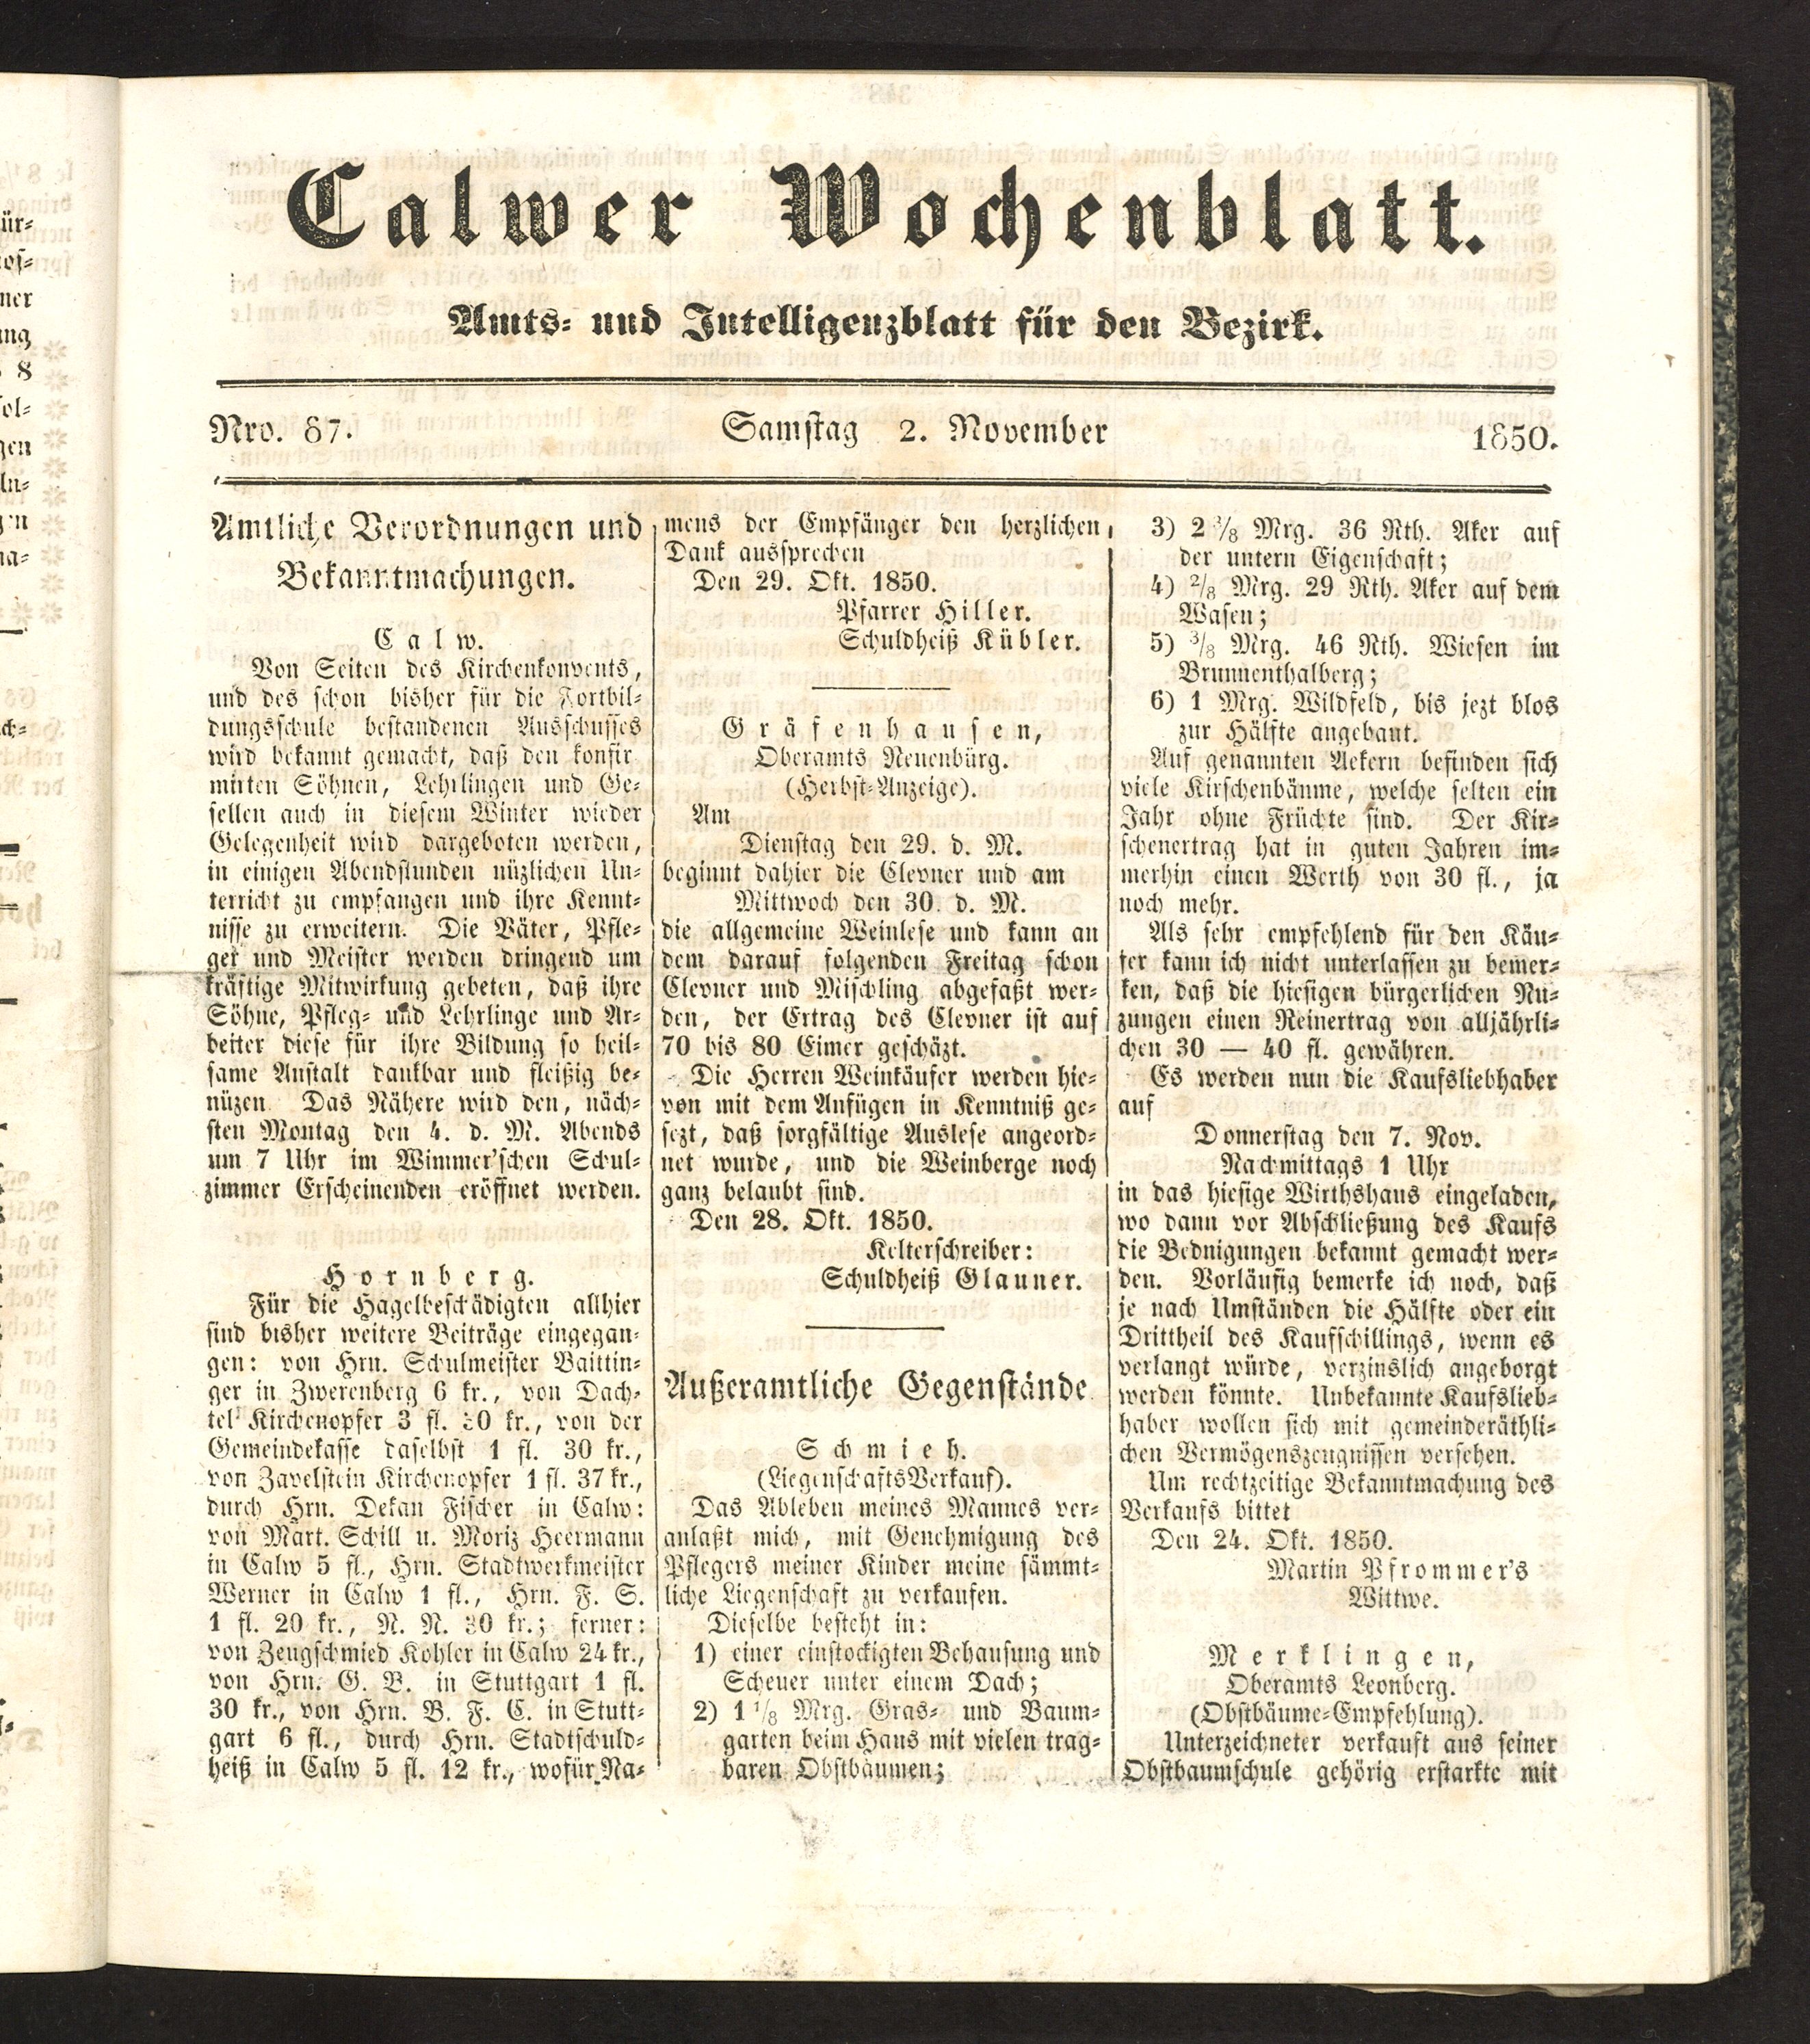 Calwer Wochenblatt.
Amts- und Intelligenzblatt für den Bezirk.
Nro. 87. Samstag 2. November 1850.
Amtliche Verordnungen und
Bekanntmachungen.
Calw.
Von Seiten des Kirchenkonvents,
und des schon bisher für die Fortbil-
dungsschule bestandenen Ausschusses
wird bekannt gemacht, daß den konfir
mirten Söhnen, Lehrlingen und Ge-
sellen auch in diesem Winter wieder
Gelegenheit wird dargeboten werden,
in einigen Abendstunden nüzlichen Un-
terricht zu empfangen und ihre Kennt-
nisse zu erweitern. Die Väter, Pfle-
ger und Meister werden dringend um
kräftige Mitwirkung gebeten, daß ihre
Söhne, Pfleg- und Lehrlinge und Ar-
beiter diese für ihre Bildung so heil-
same Anstalt dankbar und fleißig be-
nüzen Das Nähere wird den, näch-
sten Montag den 4. d. M. Abends
um 7 Uhr im Wimmer'schen Schul-
zimmer Erscheinenden eröffnet werden.
Hornberg.
Für die Hagelbeschädigten allhier
sind bisher weitere Beiträge eingegan-
gen: von Hrn. Schulmeister Baittin-
ger in Zwerenberg 6 kr., von Dach-
tel Kirchenopfer 3 fl. 30 kr., von der
Gemeindekasse daselbst 1 fl. 30 kr.,
von Zavelstein Kirchenopfer 1 fl. 37 kr.,
durch Hrn. Dekan Fischer in Calw:
von Mart. Schill u. Moriz Heermann
in Calw 5 fl., Hrn. Stadtwerkmeister
Werner in Calw 1 fl., Hrn. F. S.
1 fl. 20 kr., N. N. 30 kr.; ferner:
von Zeugschmied Kohler in Calw 24 kr.,
von Hrn. G. B. in Stuttgart 1 fl.
30 kr., von Hrn. B. F. C. in Stutt-
gart 6 fl., durch Hrn. Stadtschuld-
heiß in Calw 5 fl. 12 kr., wofür Na-
mens der Empfänger den herzlichen
Dank aussprechen
Den 29. Okt. 1850.
Pfarrer Hiller.
Schuldheiß Kübler.
Gräfenhausen,
Oberamts Neuenbürg.
(Herbst-Anzeige).
Am
Dienstag den 29. d. M.
beginnt dahier die Clevner und am
Mittwoch den 30. d. M.
die allgemeine Weinlese und kann an
dem darauf folgenden Freitag schon
Clevner und Mischling abgefaßt wer-
den, der Ertrag des Clevner ist auf
70 bis 80 Eimer geschäzt.
Die Herren Weinkäufer werden hie-
von mit dem Anfügen in Kenntniß ge-
sezt, daß sorgfältige Auslese angeord-
net wurde, und die Weinberge noch
ganz belaubt sind.
Den 28. Okt. 1850.
Kelterschreiber:
Schuldheiß Glauner.
Außeramtliche Gegenstände
Schmieh.
(LiegenschaftsVerkauf).
Das Ableben meines Mannes ver-
anlaßt mich, mit Genehmigung des
Pflegers meiner Kinder meine sämmt-
liche Liegenschaft zu verkaufen.
Dieselbe besteht in:
1) einer einstockigten Behausung und
Scheuer unter einem Dach;
2) 1 1/8 Mrg. Gras- und Baum-
garten beim Haus mit vielen trag-
baren Obstbäumen;
3) 2 3/8 Mrg. 36 Rth. Aker auf
der untern Eigenschaft;
4) 2/8 Mrg. 29 Rth. Aker auf dem
Wasen;
5) 3/8 Mrg. 46 Rth. Wiesen im
Brunnenthalberg;
6) 1 Mrg. Wildfeld, bis jezt blos
zur Hälfte angebaut.
Auf genannten Aekern befinden sich
viele Kirschenbäume, welche selten ein
Jahr ohne Früchte sind. Der Kir-
schenertrag hat in guten Jahren im-
merhin einen Werth von 30 fl., ja
noch mehr.
Als sehr empfehlend für den Käu-
fer kann ich nicht unterlassen zu bemer-
ken, daß die hiesigen bürgerlichen Nu-
zungen einen Reinertrag von alljährli-
chen 30 — 40 fl. gewähren.
Es werden nun die Kaufsliebhaber
auf
Donnerstag den 7. Nov.
Nachmittags 1 Uhr
in das hiesige Wirthshaus eingeladen,
wo dann vor Abschließung des Kaufs
die Bednigungen bekannt gemacht wer-
den. Vorläufig bemerke ich noch, daß
je nach Umständen die Hälfte oder ein
Drittheil des Kaufschillings, wenn es
verlangt würde, verzinslich angeborgt
werden könnte. Unbekannte Kaufslieb-
haber wollen sich mit gemeinderäthli-
chen Vermögenszeugnissen versehen.
Um rechtzeitige Bekanntmachung des
Verkaufs bittet
Den 24. Okt. 1850.
Martin Pfrommer's
Wittwe.
Merklingen,
Oberamts Leonberg.
(Obstbäume-Empfehlung).
Unterzeichneter verkauft aus seiner
Obstbaumschule gehörig erstarkte mit